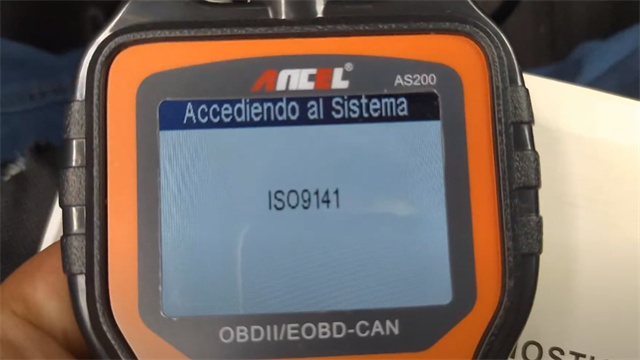 ANCEL®
AS200
Accediendo al Sistema
ISO9141
OBDII/EOBD-CAN